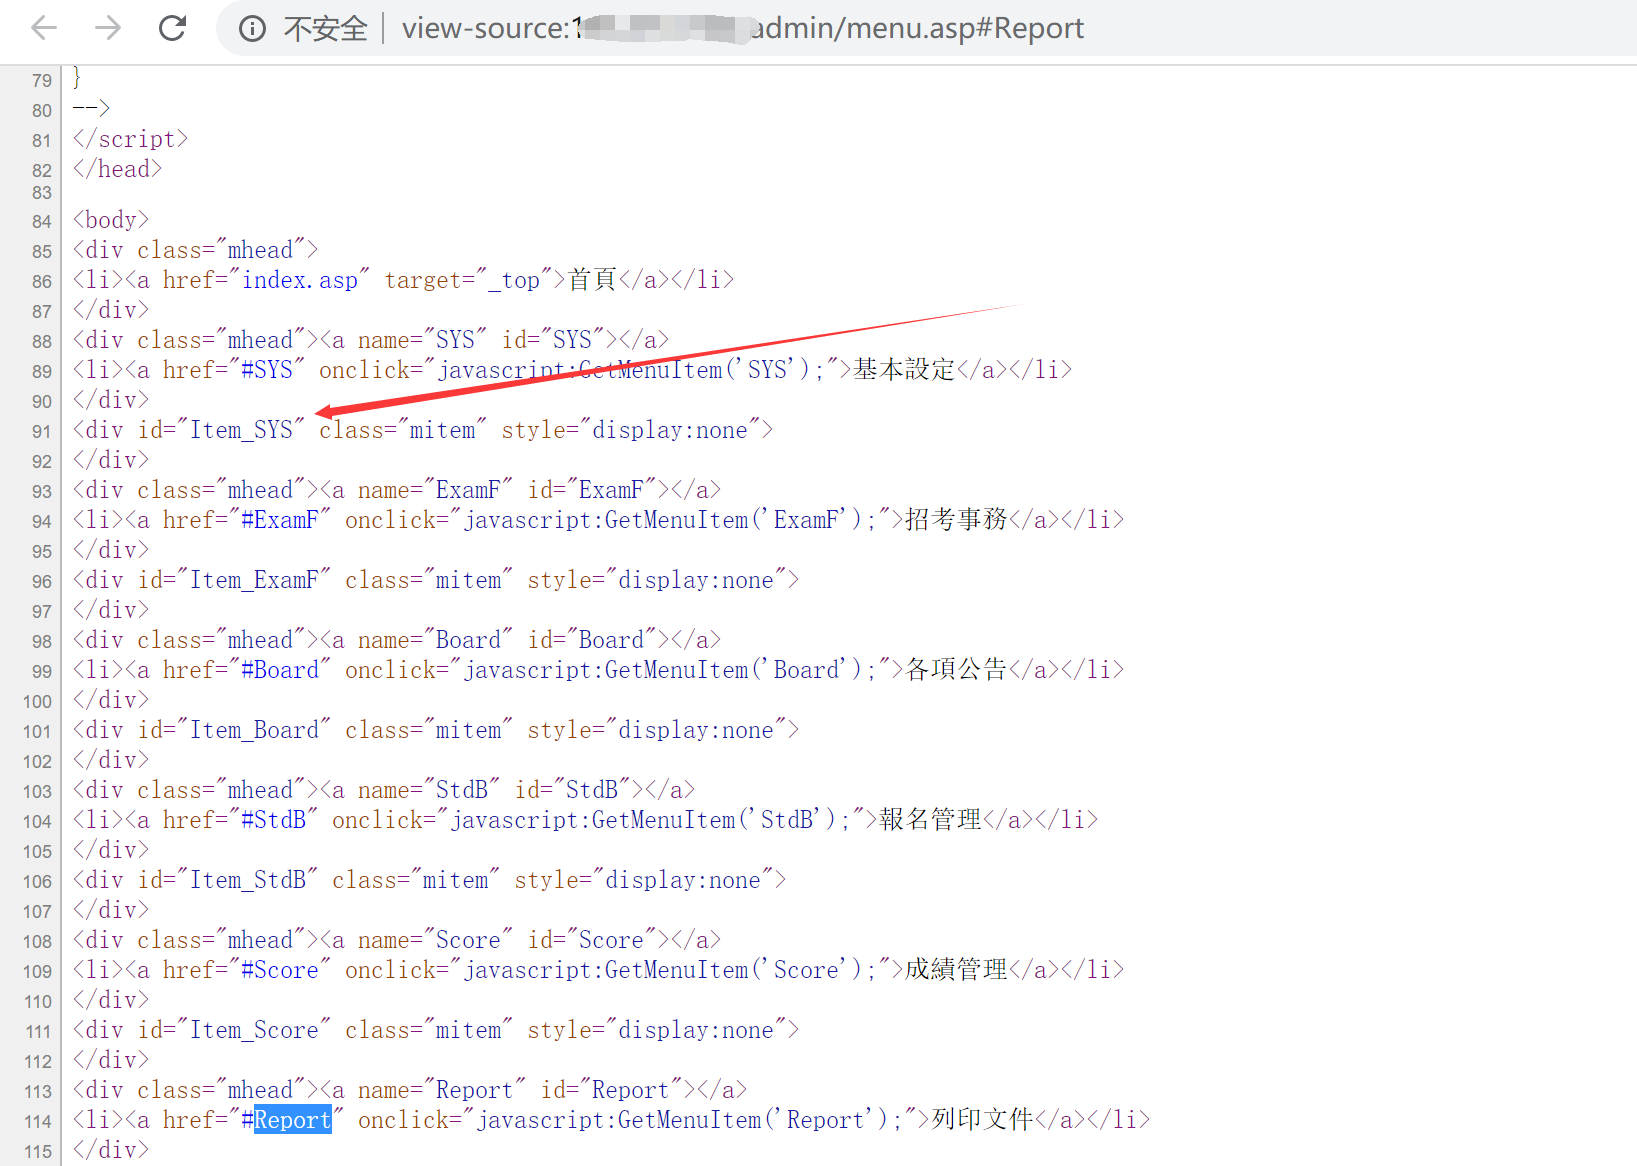 不安全 view-source:1 admin/menu.asp#Report
79 }
80 -->
81 </script>
82 </head>
83
84 <body>
85 <div class="mhead">
86 <li><a href="index.asp" target="_top">首頁</a></li>
87 </div>
88 <div class="mhead"><a name="SYS" id="SYS"></a>
89 <li><a href="#SYS" onclick="javascript:GetMenuItem('SYS');">基本設定</a></li>
90 </div>
91 <div id="Item_SYS" class="mitem" style="display:none">
92 </div>
93 <div class="mhead"><a name="ExamF" id="ExamF"></a>
94 <li><a href="#ExamF" onclick="javascript:GetMenuItem('ExamF');">招考事務</a></li>
95 </div>
96 <div id="Item_ExamF" class="mitem" style="display:none">
97 </div>
98 <div class="mhead"><a name="Board" id="Board"></a>
99 <li><a href="#Board" onclick="javascript:GetMenuItem('Board');">各項公告</a></li>
100 </div>
101 <div id="Item_Board" class="mitem" style="display:none">
102 </div>
103 <div class="mhead"><a name="StdB" id="StdB"></a>
104 <li><a href="#StdB" onclick="javascript:GetMenuItem('StdB');">報名管理</a></li>
105 </div>
106 <div id="Item_StdB" class="mitem" style="display:none">
107 </div>
108 <div class="mhead"><a name="Score" id="Score"></a>
109 <li><a href="#Score" onclick="javascript:GetMenuItem('Score');">成績管理</a></li>
110 </div>
111 <div id="Item_Score" class="mitem" style="display:none">
112 </div>
113 <div class="mhead"><a name="Report" id="Report"></a>
114 <li><a href="#Report" onclick="javascript:GetMenuItem('Report');">列印文件</a></li>
115 </div>